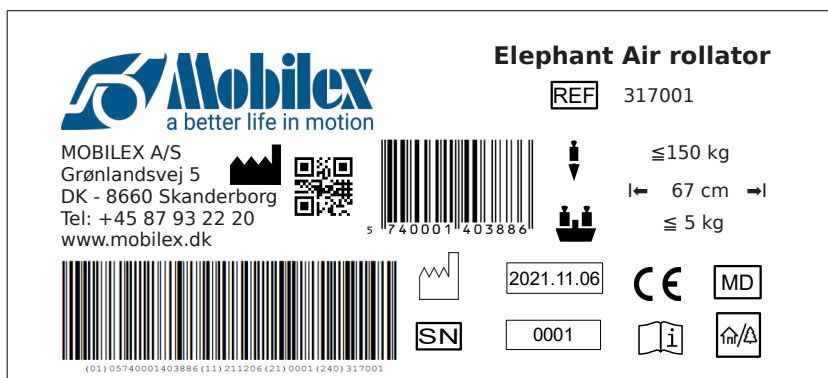 Mobilex
a better life in motion
Elephant Air rollator
REF 317001
MOBILEX A/S
Grønlandsvej 5
DK - 8660 Skanderborg
Tel: +45 87 93 22 20
www.mobilex.dk
5 740001 403886
≦150 kg
67 cm
≦ 5 kg
2021.11.06
CE
MD
SN
0001
i
(01)05740001403886(11)211206(21)0001(240)317001